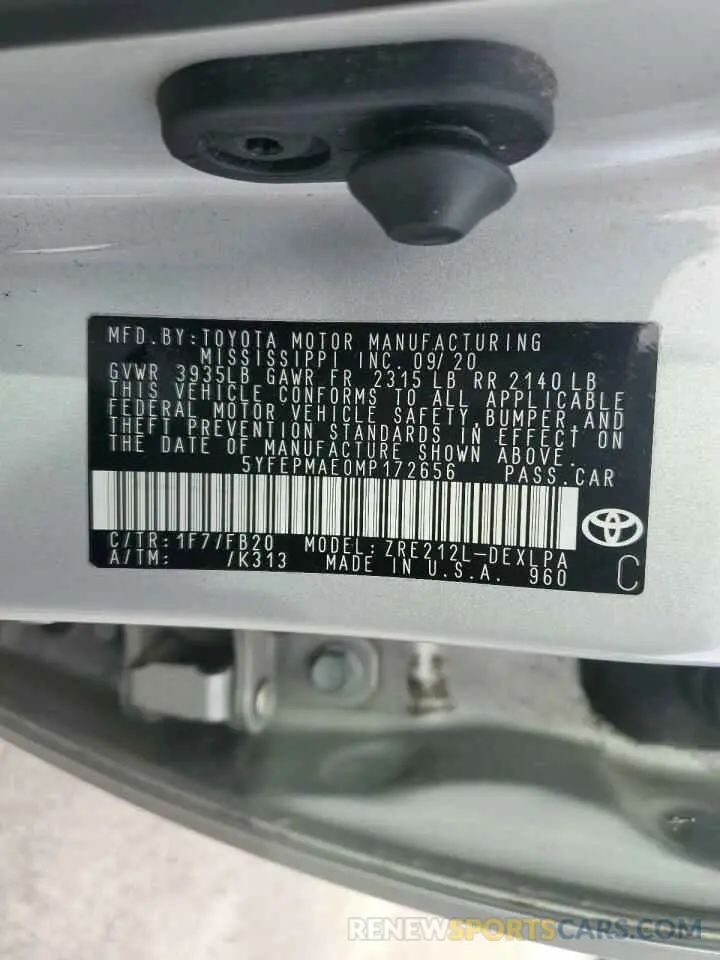 MFD.BY:TOYOTA MOTOR MANUFACTURING
MISSISSIPPI INC. 09/20
GVWR 3935LB GAWR FR 2315 LB RR 2140 LB
THIS VEHICLE CONFORMS TO ALL APPLICABLE
FEDERAL MOTOR VEHICLE SAFETY,BUMPER,AND
THEFT PREVENTION STANDARDS IN EFFECT ON
THE DATE OF MANUFACTURE SHOWN ABOVE.
5YFEPMAE0MP172656 PASS.CAR
C/TR:1F7/FB20 MODEL:ZRE212L-DEXLPA
A/TM: /K313 MADE IN U.S.A. 960 C
RENEWSPORTSCARS.COM